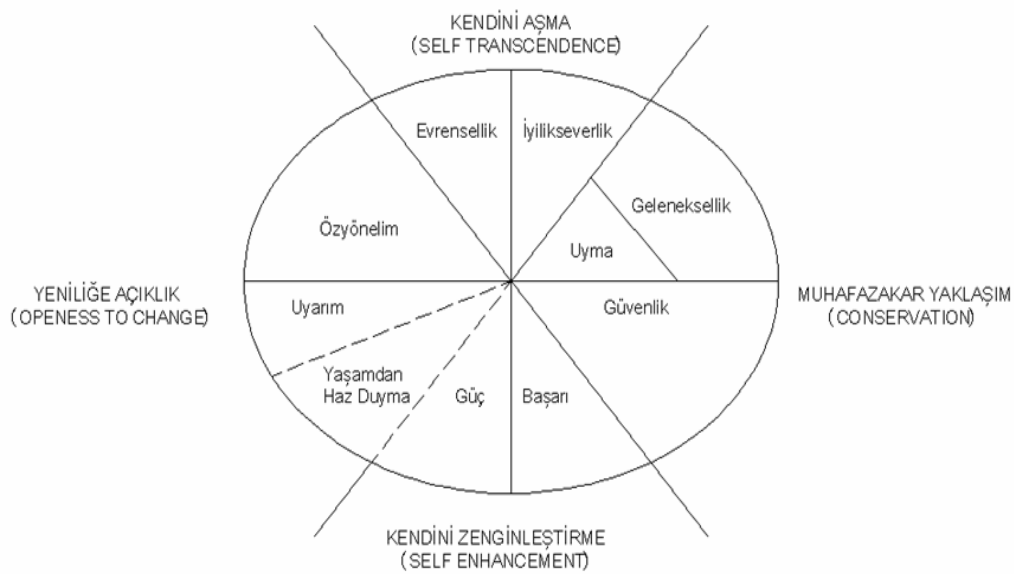 KENDİNİ AŞMA
(SELF TRANSCENDENCE)
Evrensellik
İyilikseverlik
Geleneksellik
Özyönelim
Uyma
YENİLİĞE AÇIKLIK
(OPENESS TO CHANGE)
Uyarım
Güvenlik
MUHAFAZAKAR YAKLAŞIM
(CONSERVATION)
Yaşamdan
Haz Duyma
Güç
Başarı
KENDİNİ ZENGİNLEŞTİRME
(SELF ENHANCEMENT)